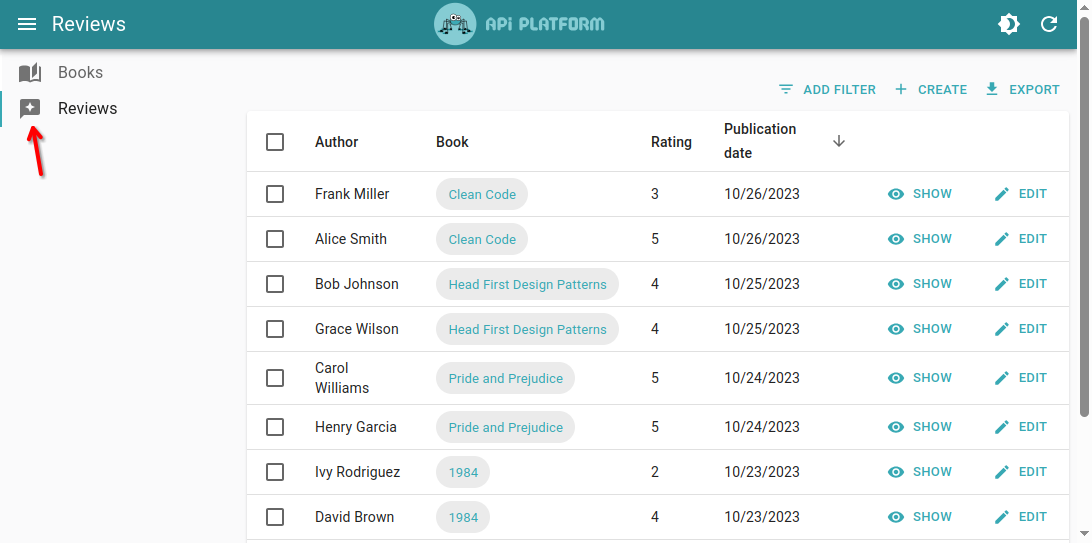 Reviews
API PLATFORM
Books
Reviews
ADD FILTER CREATE EXPORT
Author Book Rating Publication date
Frank Miller Clean Code 3 10/26/2023 SHOW EDIT
Alice Smith Clean Code 5 10/26/2023 SHOW EDIT
Bob Johnson Head First Design Patterns 4 10/25/2023 SHOW EDIT
Grace Wilson Head First Design Patterns 4 10/25/2023 SHOW EDIT
Carol Williams Pride and Prejudice 5 10/24/2023 SHOW EDIT
Henry Garcia Pride and Prejudice 5 10/24/2023 SHOW EDIT
Ivy Rodriguez 1984 2 10/23/2023 SHOW EDIT
David Brown 1984 4 10/23/2023 SHOW EDIT